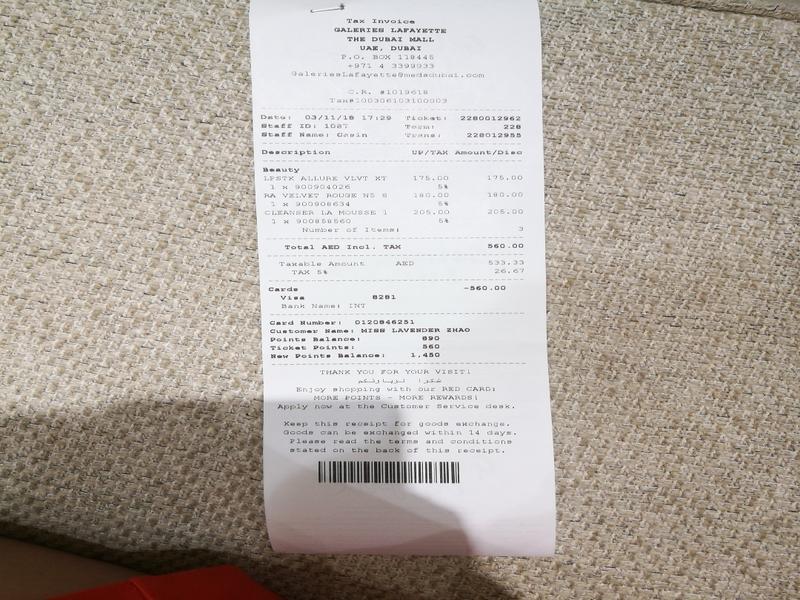 Tax Invoice
GALERIES LAFAYETTE
THE DUBAI MALL
UAE, DUBAI
P.O. BOX 118445
+971 4 3399933
GaleriesLafayette@medsdubai.com
C.R. #1019618
Tax#100306103100003
Date: 03/11/18 17:29 Ticket: 2280012962
Staff ID: 1087 Term: 228
Staff Name: Casin Trans: 228012955
Description UP/TAX Amount/Disc
Beauty
LPSTK ALLURE VLVT XT 175.00 175.00
1 x 900904026 5%
RA VELVET ROUGE N5 6 180.00 180.00
1 x 900908634 5%
CLEANSER LA MOUSSE 1 205.00 205.00
1 x 900858560 5%
Number of Items: 3
Total AED Incl. TAX 560.00
Taxable Amount AED 533.33
TAX 5% 26.67
Cards -560.00
Visa 8281
Bank Name: INT
Card Number: 0120846251
Customer Name: MISS LAVENDER ZHAO
Points Balance: 890
Ticket Points: 560
New Points Balance: 1,450
THANK YOU FOR YOUR VISIT!
شكرا لزيارتكم
Enjoy shopping with our RED CARD;
MORE POINTS - MORE REWARDS!
Apply now at the Customer Service desk.
Keep this receipt for goods exchange.
Goods can be exchanged within 14 days.
Please read the terms and conditions
stated on the back of this receipt.